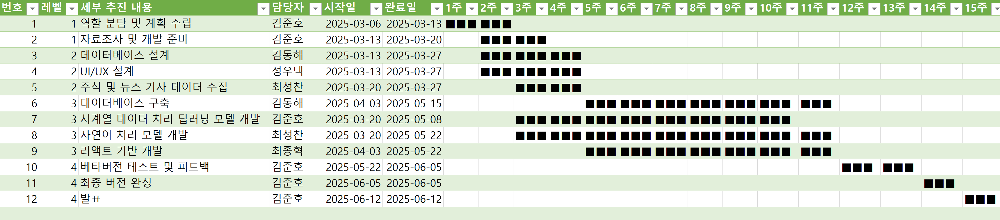 번호 레벨 세부 추진 내용 담당자 시작일 완료일 1주 2주 3주 4주 5주 6주 7주 8주 9주 10주 11주 12주 13주 14주 15주
1 1 역할 분담 및 계획 수립 김준호 2025-03-06 2025-03-13 ■■■ ■■■
2 1 자료조사 및 개발 준비 김준호 2025-03-13 2025-03-20 ■■■ ■■■
3 2 데이터베이스 설계 김동해 2025-03-13 2025-03-27 ■■■ ■■■ ■■■
4 2 UI/UX 설계 정우택 2025-03-13 2025-03-27 ■■■ ■■■ ■■■
5 2 주식 및 뉴스 기사 데이터 수집 최성찬 2025-03-20 2025-03-27 ■■■ ■■■
6 3 데이터베이스 구축 김동해 2025-04-03 2025-05-15 ■■■ ■■■ ■■■ ■■■ ■■■ ■■■ ■■■
7 3 시계열 데이터 처리 딥러닝 모델 개발 김준호 2025-03-20 2025-05-08 ■■■ ■■■ ■■■ ■■■ ■■■ ■■■ ■■■ ■■■
8 3 자연어 처리 모델 개발 최성찬 2025-03-20 2025-05-22 ■■■ ■■■ ■■■ ■■■ ■■■ ■■■ ■■■ ■■■ ■■■
9 3 리액트 기반 개발 최종혁 2025-04-03 2025-05-22 ■■■ ■■■ ■■■ ■■■ ■■■ ■■■ ■■■
10 4 베타버전 테스트 및 피드백 김준호 2025-05-22 2025-06-05 ■■■ ■■■
11 4 최종 버전 완성 김준호 2025-06-05 2025-06-05 ■■■
12 4 발표 김준호 2025-06-12 2025-06-12 ■■■